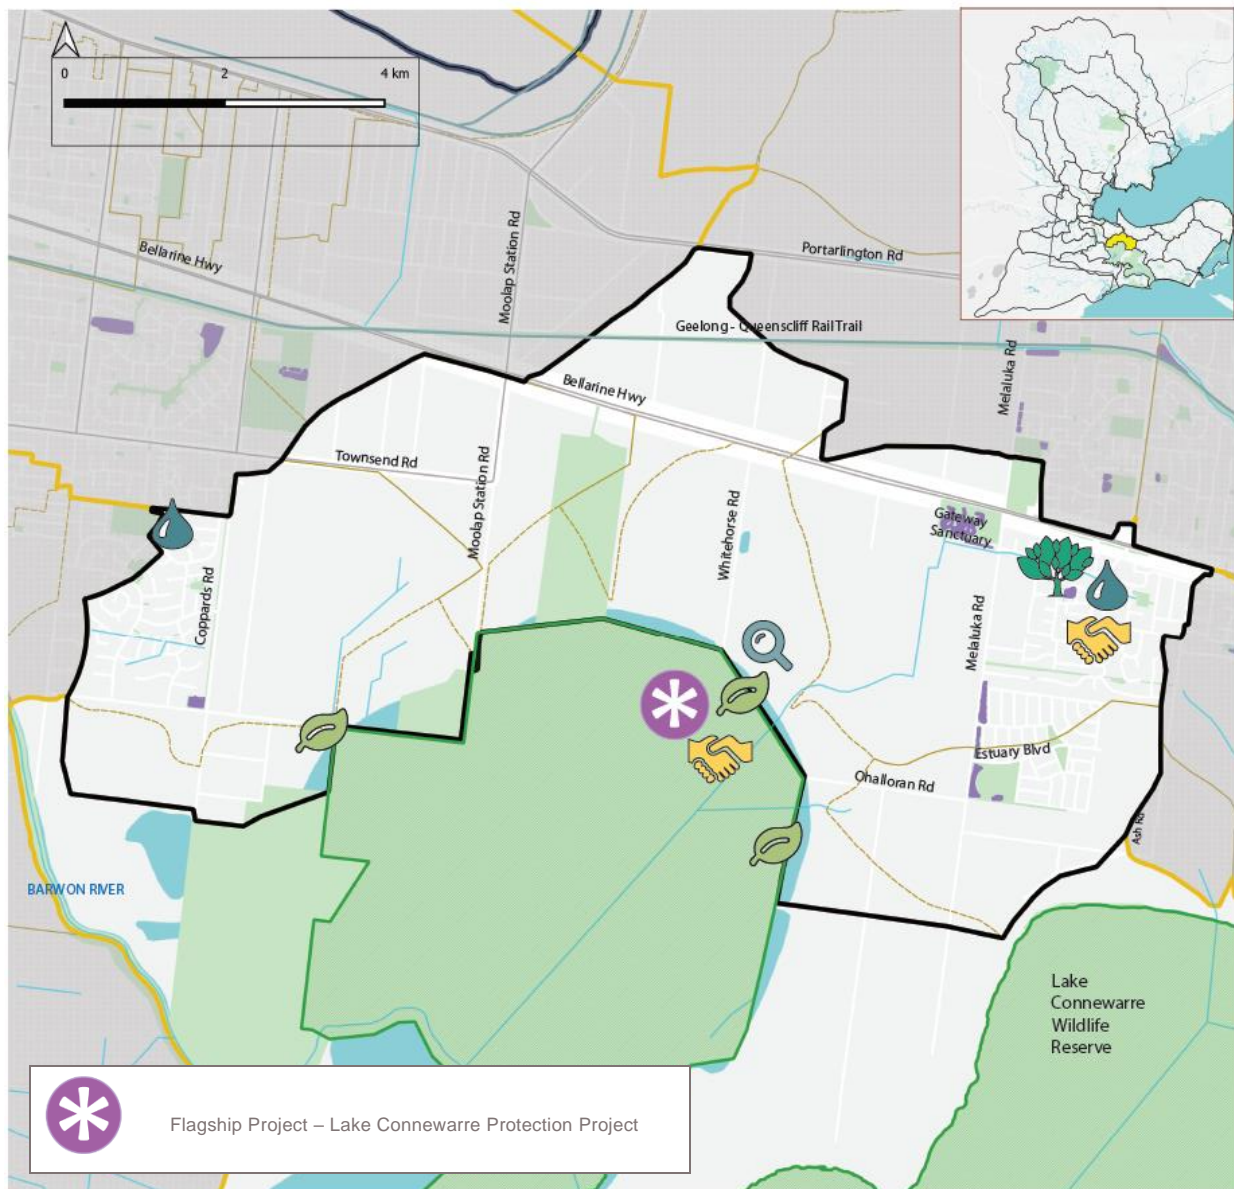 0 2 4 km
Bellarine Hwy
Moolap Station Rd
Portarlington Rd
Geelong - Queenscliff Rail Trail
Melaluka Rd
Bellarine Hwy
Townsend Rd
Moolap Station Rd
Whitehorse Rd
Gateway
Sanctuary
Coppards Rd
Melaluka Rd
Estuary Blvd
Ohalloran Rd
Ash Rd
BARWON RIVER
Lake
Connewarre
Wildlife
Reserve
Flagship Project – Lake Connewarre Protection Project